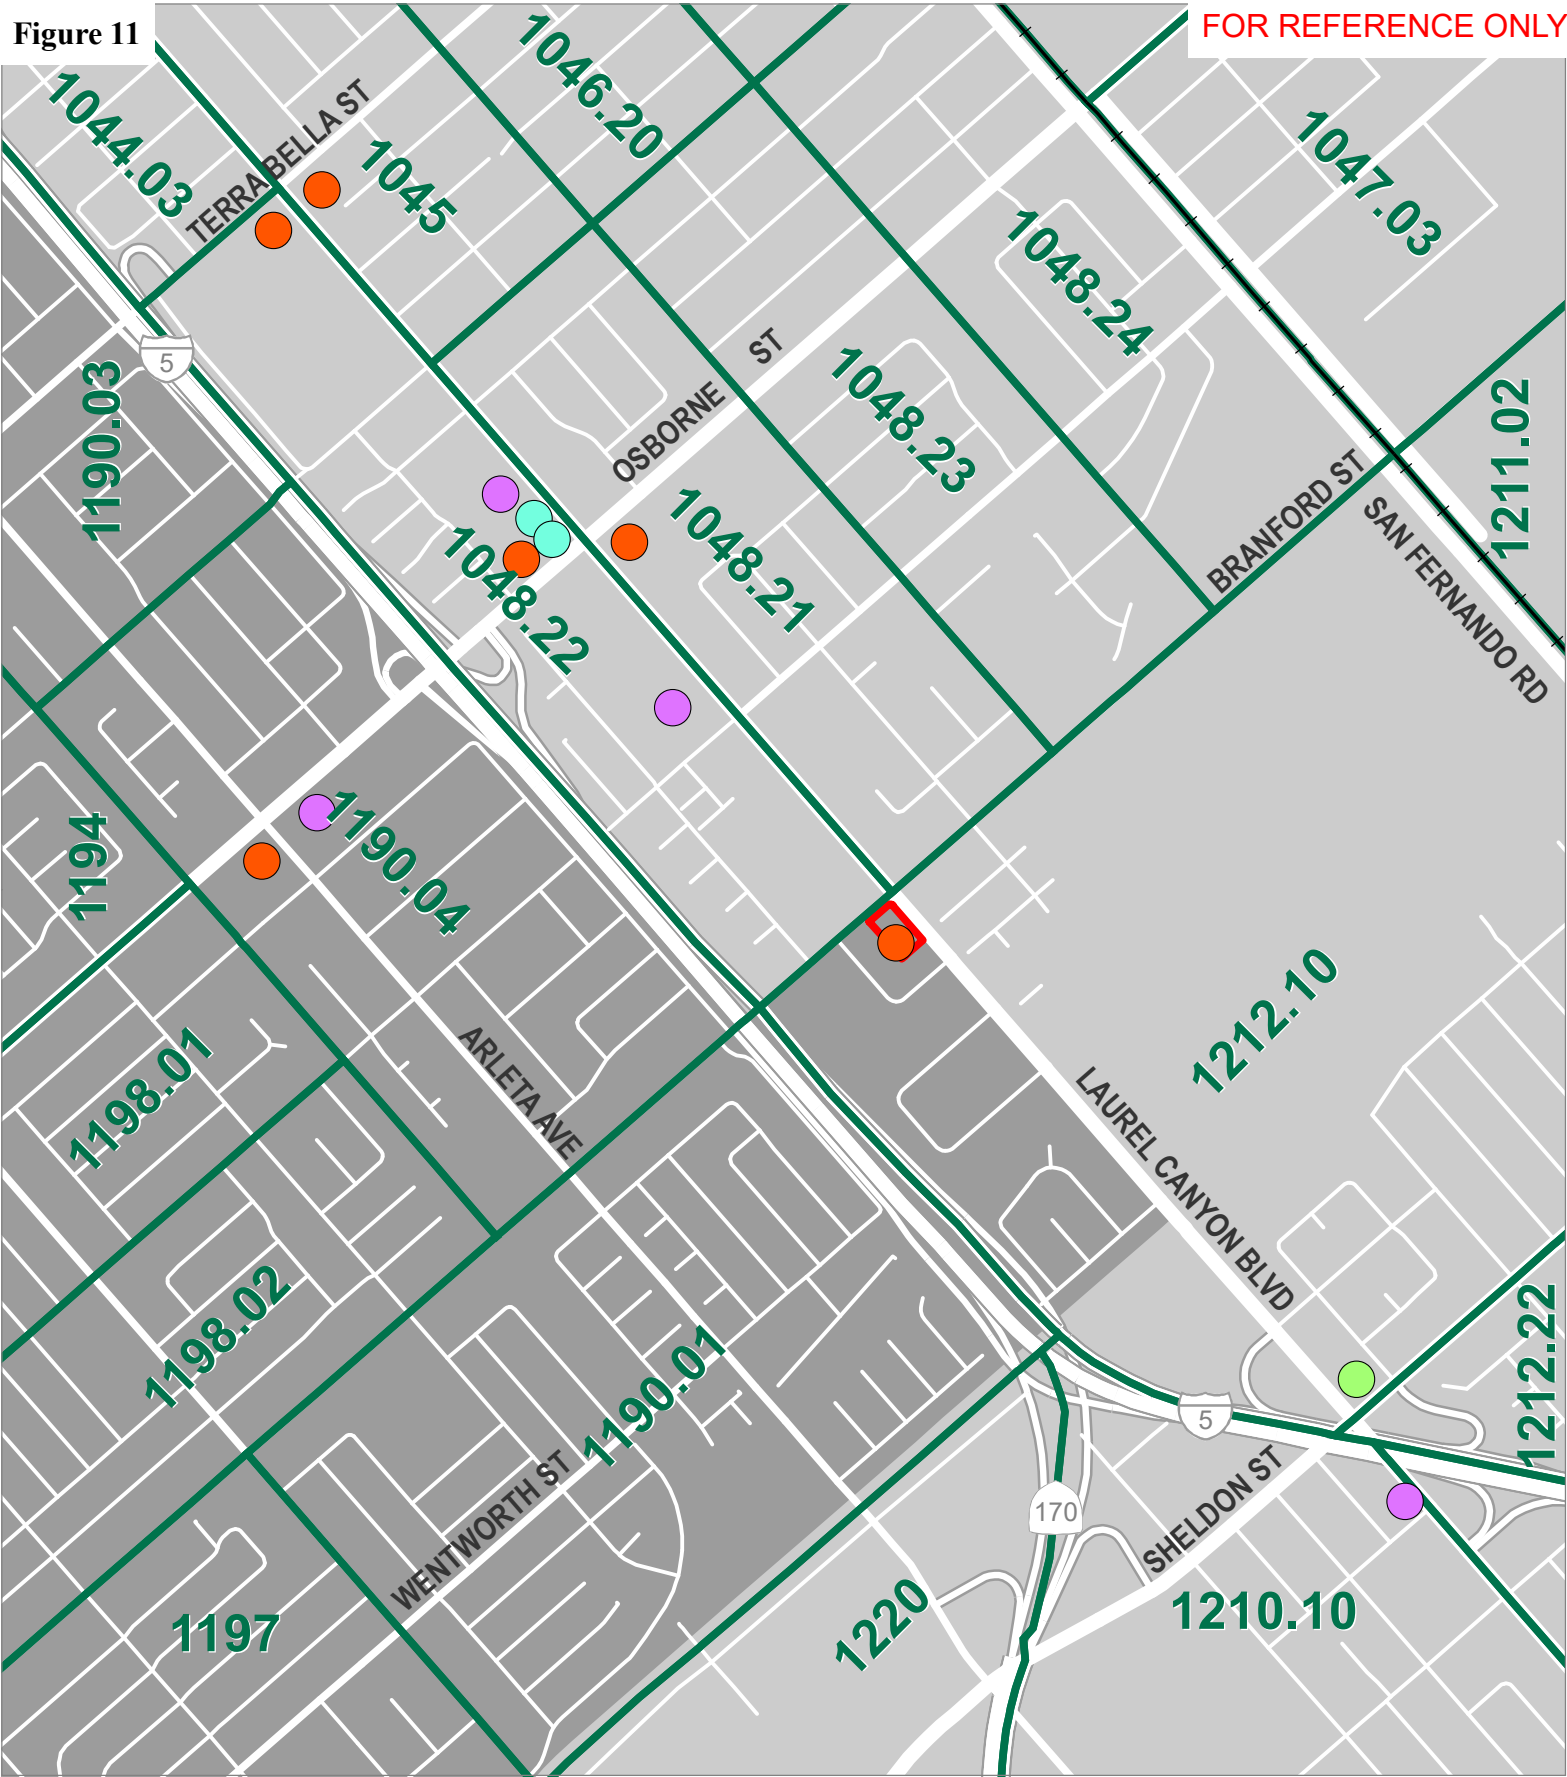 Figure 11
FOR REFERENCE ONLY
1046.20
1044.03
TERRA BELLA ST
1045
1047.03
1048.24
5
1190.03
OSBORNE ST
1048.23
1211.02
BRANFORD ST
SAN FERNANDO RD
1048.21
1048.22
1194
1190.04
1212.10
1198.01
ARLETA AVE
LAUREL CANYON BLVD
1198.02
1190.01
1212.22
5
WENTWORTH ST
170
SHELDON ST
1197
1220
1210.10